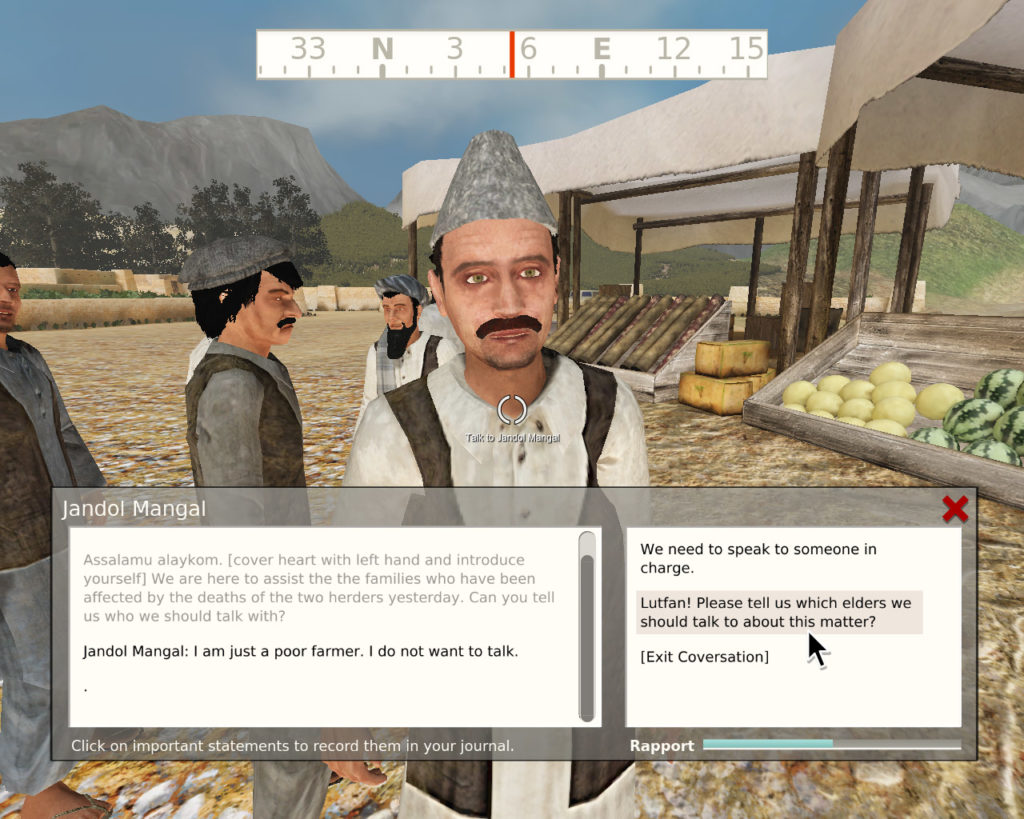 33 N 3 6 E 12 15
Talk to Jandol Mangal
Jandol Mangal
Assalamu alaykom. [cover heart with left hand and introduce
yourself] We are here to assist the the families who have been
affected by the deaths of the two herders yesterday. Can you tell
us who we should talk with?
Jandol Mangal: I am just a poor farmer. I do not want to talk.
.
We need to speak to someone in
charge.
Lutfan! Please tell us which elders we
should talk to about this matter?
[Exit Coversation]
Click on important statements to record them in your journal.
Rapport